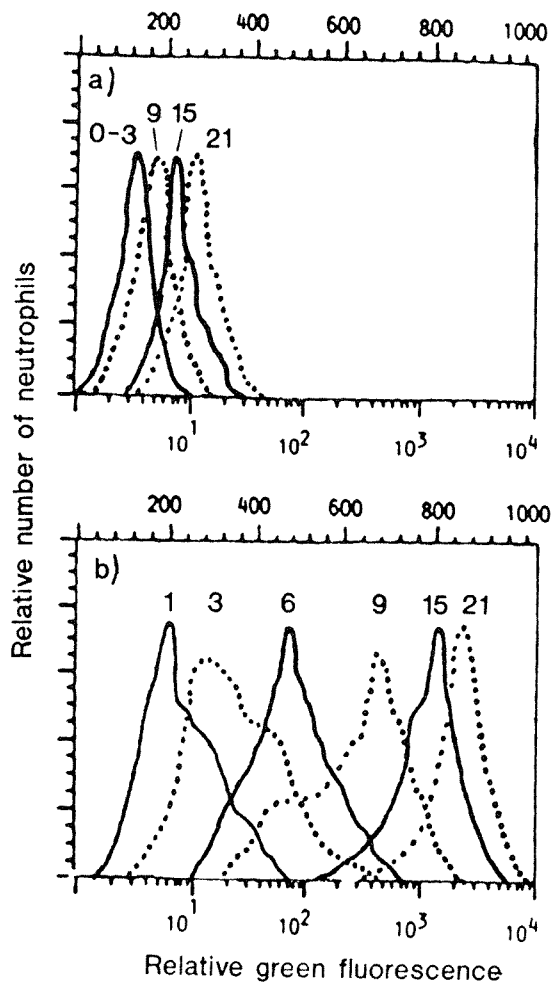 200 400 600 800 1000
a)
9 15
0-3 21
10¹ 10² 10³ 10⁴
Relative number of neutrophils
200 400 600 800 1000
b)
1 3 6 9 15 21
10¹ 10² 10³ 10⁴
Relative green fluorescence